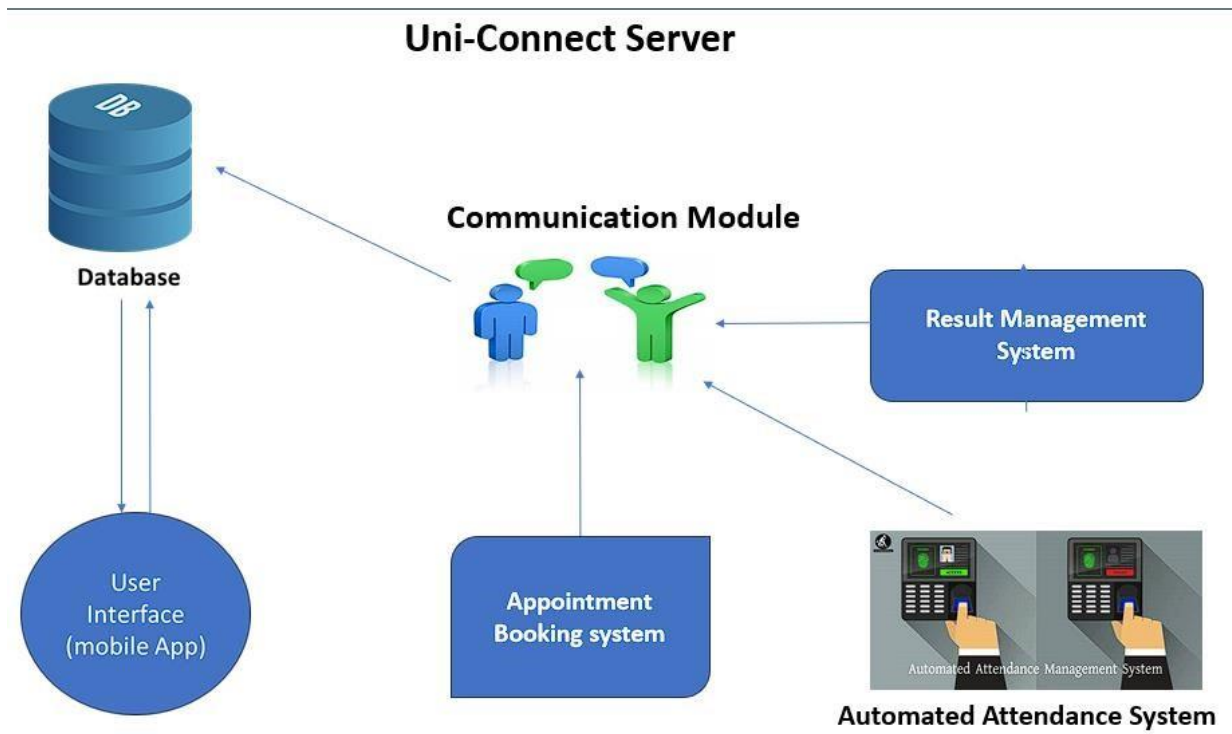 Uni-Connect Server
DB
Database
Communication Module
Result Management
System
User
Interface
(mobile App)
Appointment
Booking system
Automated Attendance Management System
Automated Attendance System